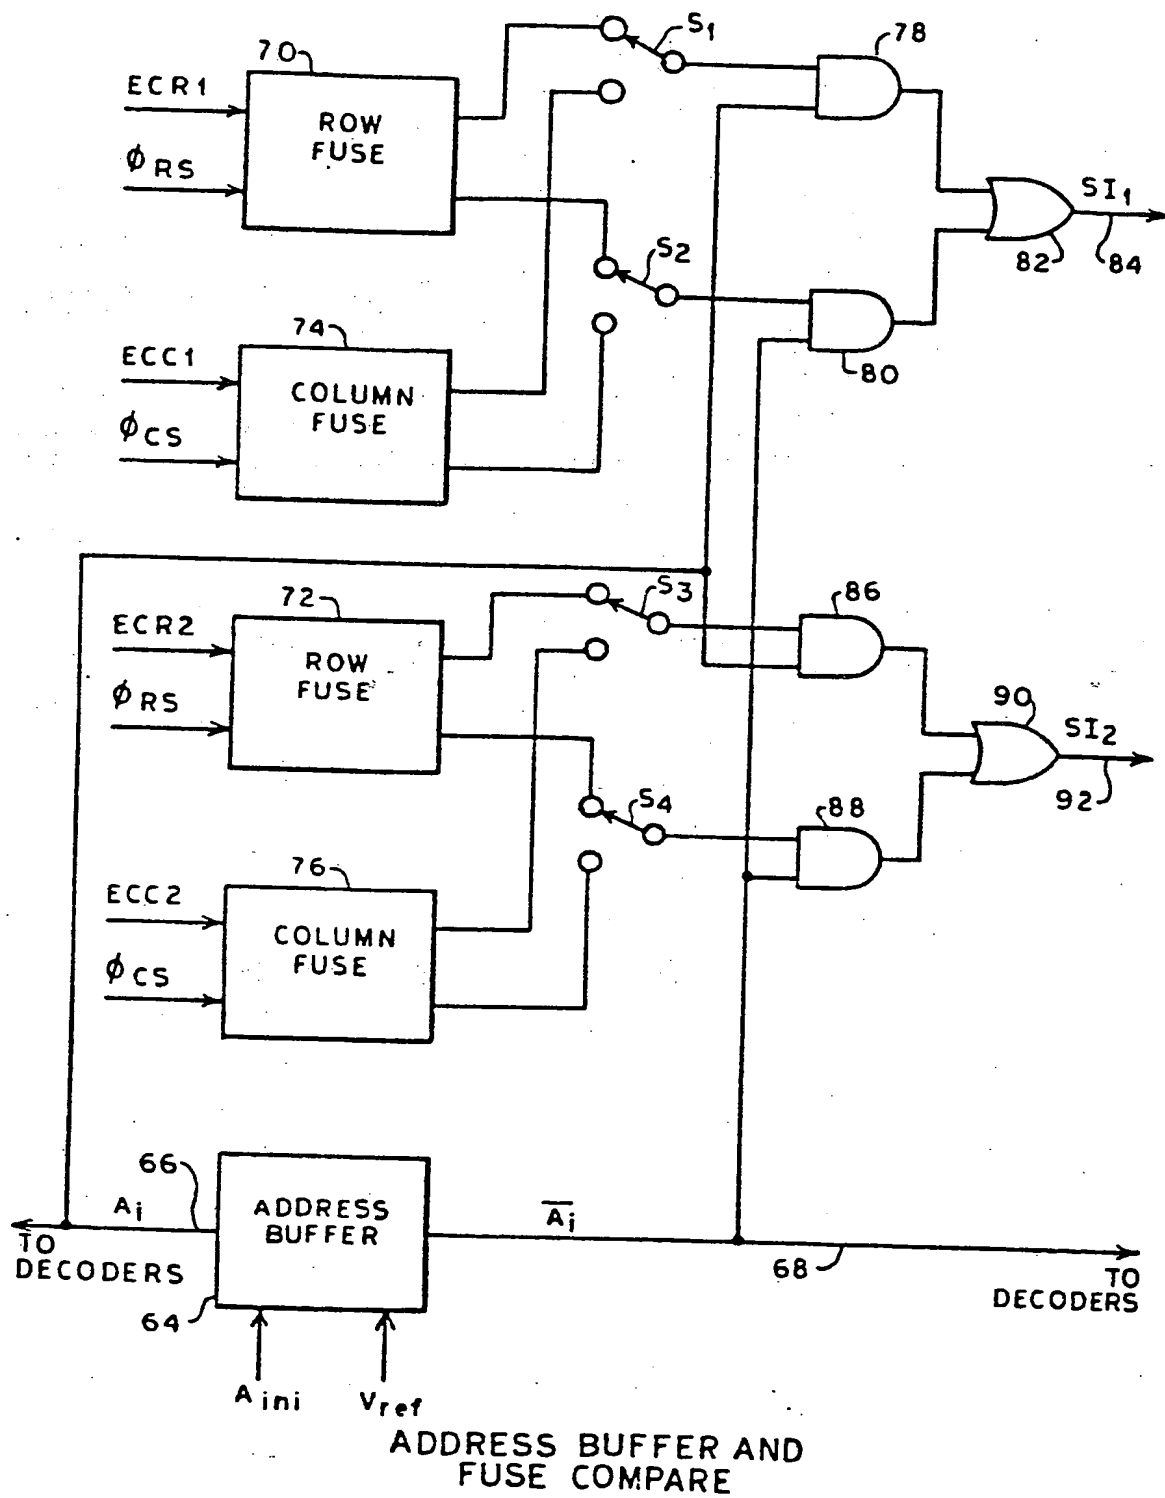 70
S1
78
ECR1
ROW
FUSE
ϕRS
SI1
82
84
S2
80
74
ECC1
COLUMN
FUSE
ϕCS
72
S3
86
ECR2
ROW
FUSE
ϕRS
90
SI2
92
S4
88
76
ECC2
COLUMN
FUSE
ϕCS
66
Ai
ADDRESS
BUFFER
A̅i
TO
DECODERS
68
TO
DECODERS
64
Aini
Vref
ADDRESS BUFFER AND
FUSE COMPARE